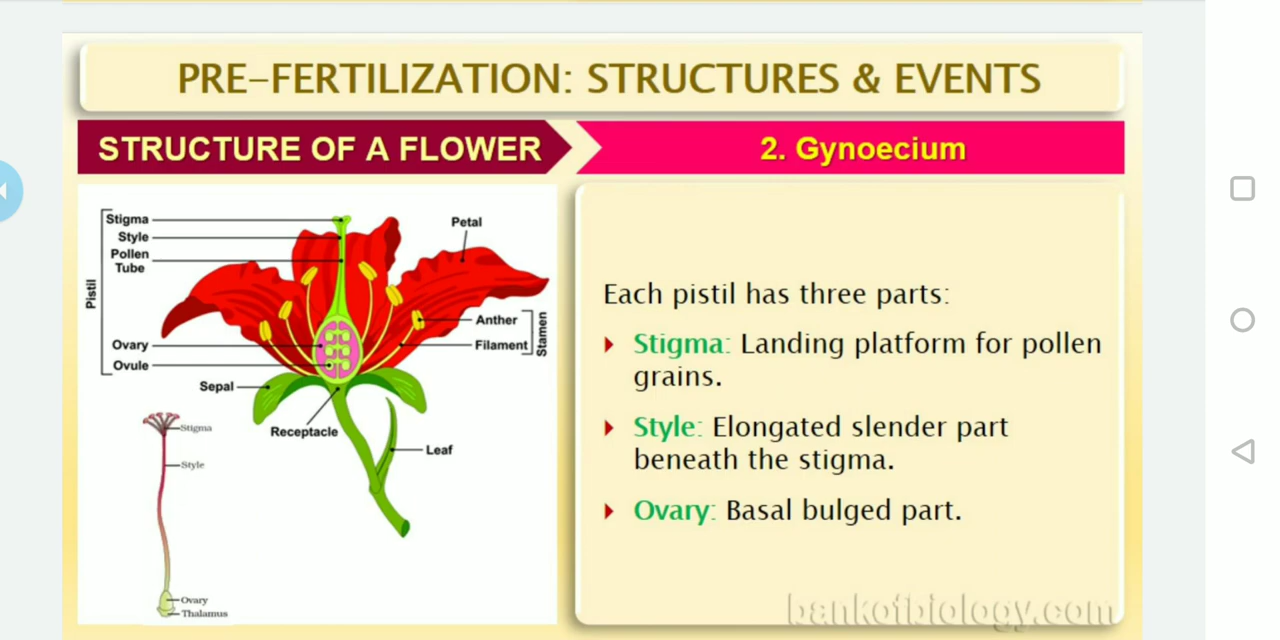 PRE-FERTILIZATION: STRUCTURES & EVENTS
STRUCTURE OF A FLOWER
2. Gynoecium
Stigma
Style
Pollen
Tube
Pistil
Ovary
Ovule
Sepal
Receptacle
Petal
Anther
Filament
Stamen
Leaf
Stigma
Style
Ovary
Thalamus
Each pistil has three parts:
Stigma: Landing platform for pollen
grains.
Style: Elongated slender part
beneath the stigma.
Ovary: Basal bulged part.
bankofbiology.com